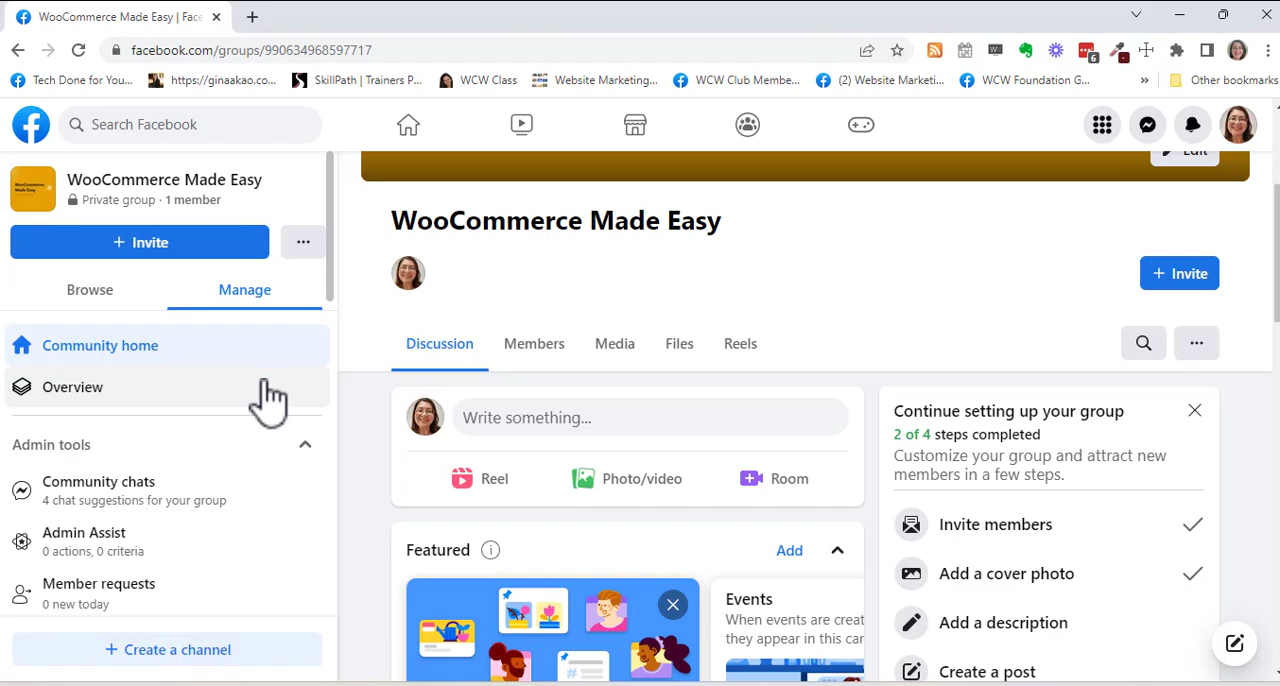 WooCommerce Made Easy | Face
facebook.com/groups/990634968597717
6
Tech Done for You...
https://ginaakao.co...
SkillPath | Trainers P...
WCW Class
Website Marketing...
WCW Club Membe...
(2) Website Marketi...
WCW Foundation G...
»
Other bookmarks
Search Facebook
WooCommerce Made Easy
Private group · 1 member
+ Invite
...
Browse
Manage
Community home
Overview
Admin tools
Community chats
4 chat suggestions for your group
Admin Assist
0 actions, 0 criteria
Member requests
0 new today
+ Create a channel
Edit
WooCommerce Made Easy
+ Invite
Discussion
Members
Media
Files
Reels
...
Write something...
Reel
Photo/video
Room
Featured
Add
Events
When events are creat
they appear in this car
Continue setting up your group
2 of 4 steps completed
Customize your group and attract new
members in a few steps.
Invite members
Add a cover photo
Add a description
Create a post